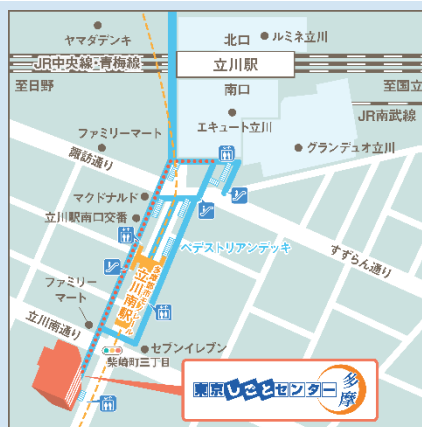 ヤマダデンキ
北口
ルミネ立川
JR中央線・青梅線
立川駅
至日野
南口
至国立
JR南武線
エキュート立川
ファミリーマート
グランデュオ立川
諏訪通り
マクドナルド
立川駅南口交番
ペデストリアンデッキ
すずらん通り
多摩都市モノレール
立川南駅
ファミリー
マート
立川南通り
セブンイレブン
柴崎町三丁目
東京しごとセンター多摩